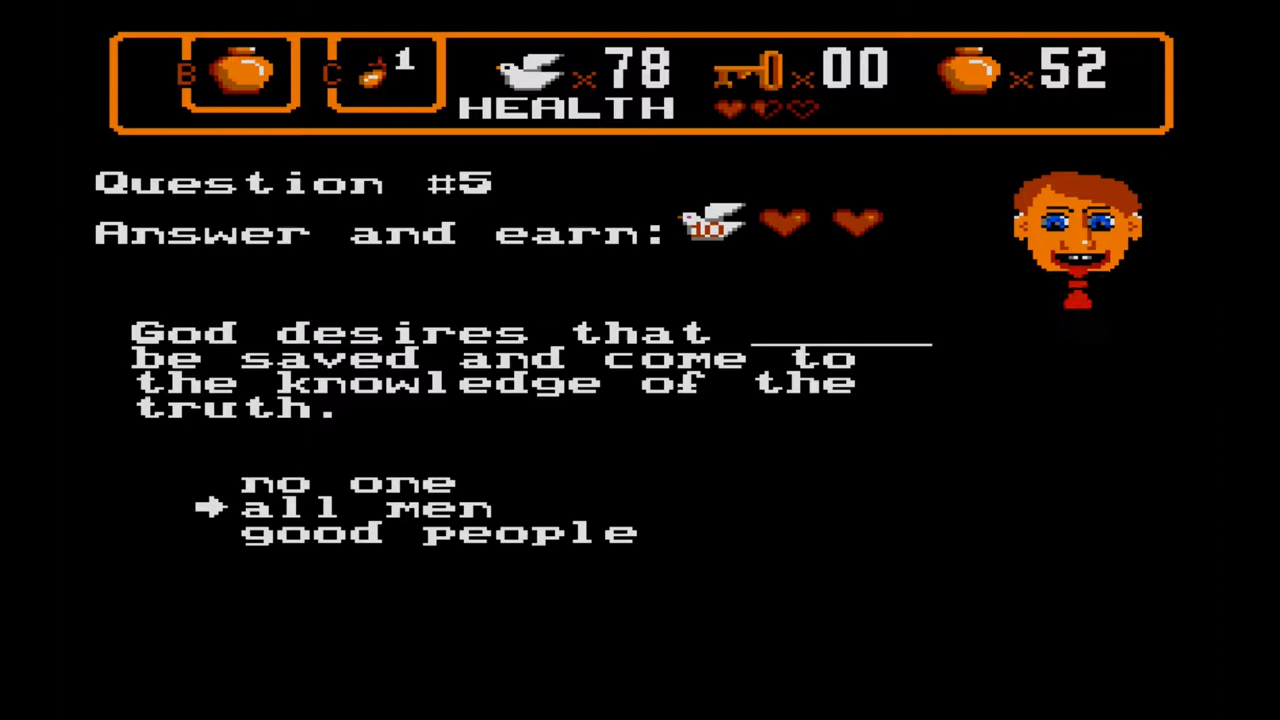 B C 1 ×78 ×00 ×52
HEALTH
Question #5
Answer and earn: 10
God desires that _______
be saved and come to
the knowledge of the
truth.
no one
all men
good people